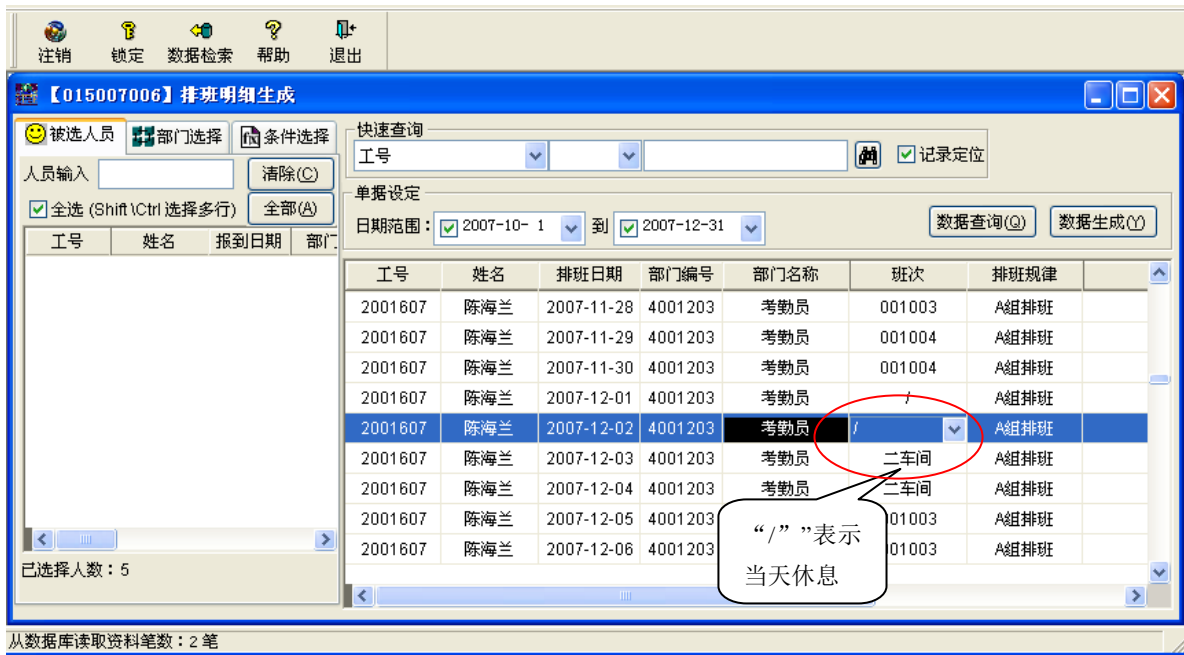 注销 锁定 数据检索 帮助 退出
【015007006】排班明细生成
被选人员 部门选择 条件选择
人员输入 清除(C)
全选 (Shift\Ctrl 选择多行) 全部(A)
工号 姓名 报到日期 部门
已选择人数：5
快速查询
工号 记录定位
单据设定
日期范围： 2007-10- 1 到 2007-12-31 数据查询(Q) 数据生成(Y)
工号 姓名 排班日期 部门编号 部门名称 班次 排班规律
2001607 陈海兰 2007-11-28 4001203 考勤员 001003 A组排班
2001607 陈海兰 2007-11-29 4001203 考勤员 001004 A组排班
2001607 陈海兰 2007-11-30 4001203 考勤员 001004 A组排班
2001607 陈海兰 2007-12-01 4001203 考勤员 / A组排班
2001607 陈海兰 2007-12-02 4001203 考勤员 / A组排班
2001607 陈海兰 2007-12-03 4001203 考勤员 二车间 A组排班
2001607 陈海兰 2007-12-04 4001203 考勤员 二车间 A组排班
2001607 陈海兰 2007-12-05 4001203 01003 A组排班
2001607 陈海兰 2007-12-06 4001203 01003 A组排班
“/””表示
当天休息
从数据库读取资料笔数：2 笔